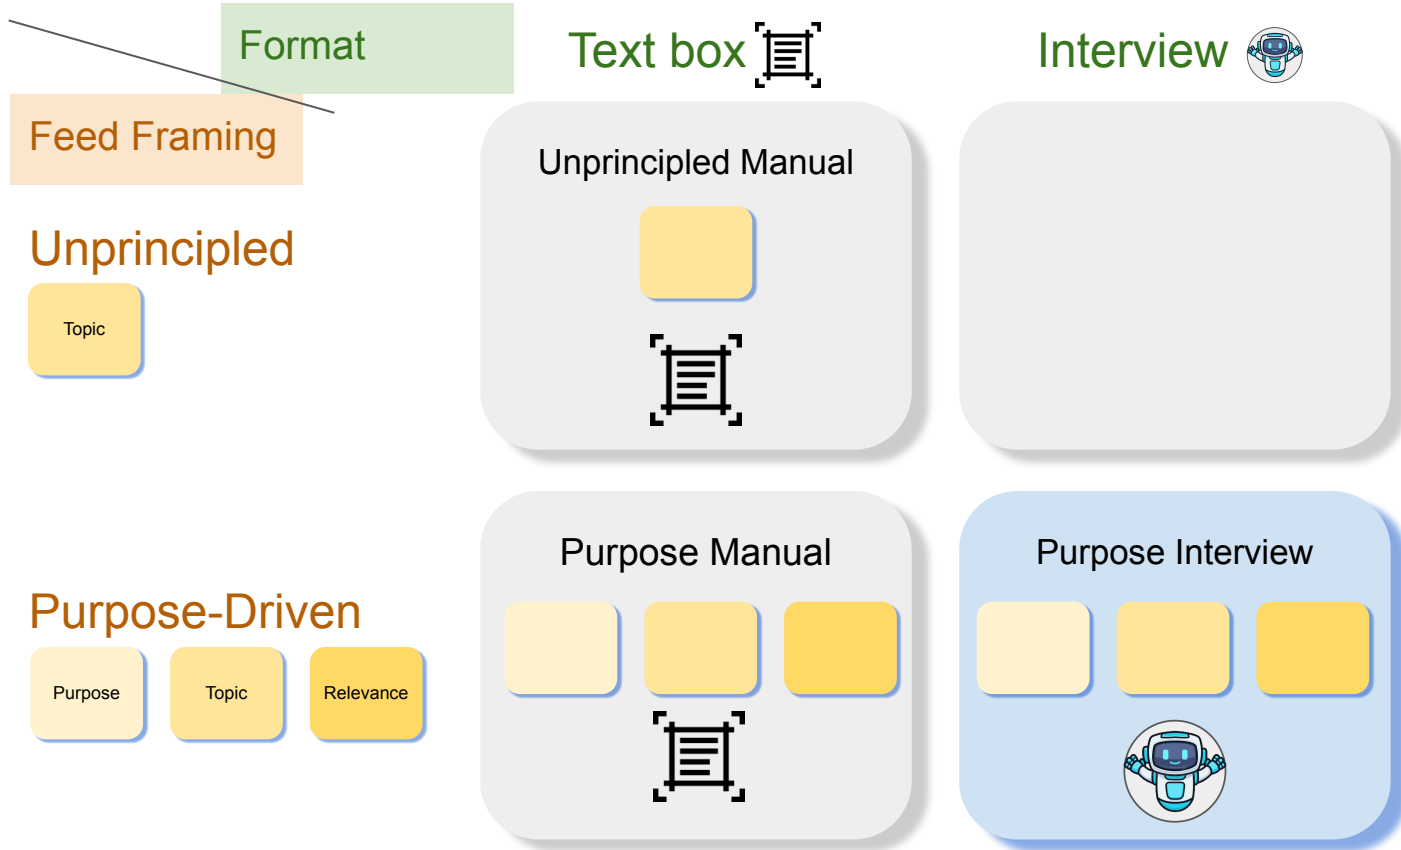 Format
Text box
Interview
Feed Framing
Unprincipled Manual
Unprincipled
Topic
Purpose Manual
Purpose Interview
Purpose-Driven
Purpose
Topic
Relevance